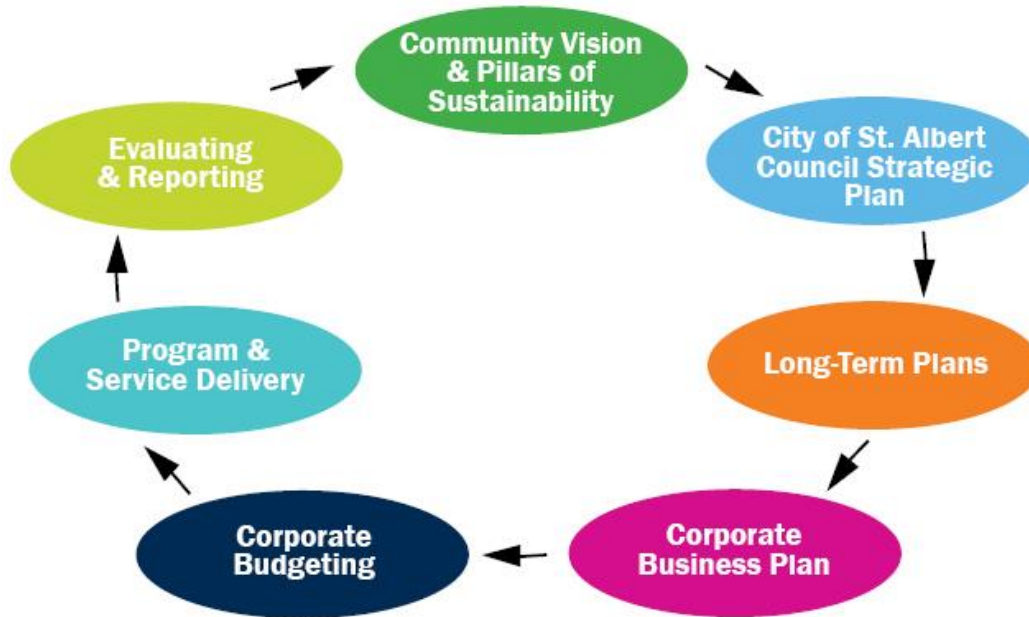 Community Vision
& Pillars of
Sustainability
City of St. Albert
Council Strategic
Plan
Long-Term Plans
Corporate
Business Plan
Corporate
Budgeting
Program &
Service Delivery
Evaluating
& Reporting